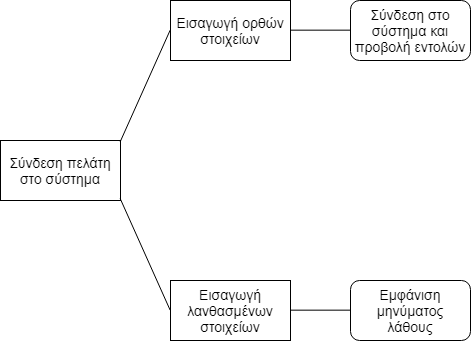 Εισαγωγή ορθών
στοιχείων
Σύνδεση στο
σύστημα και
προβολή εντολών
Σύνδεση πελάτη
στο σύστημα
Εισαγωγή
λανθασμένων
στοιχείων
Εμφάνιση
μηνύματος
λάθους